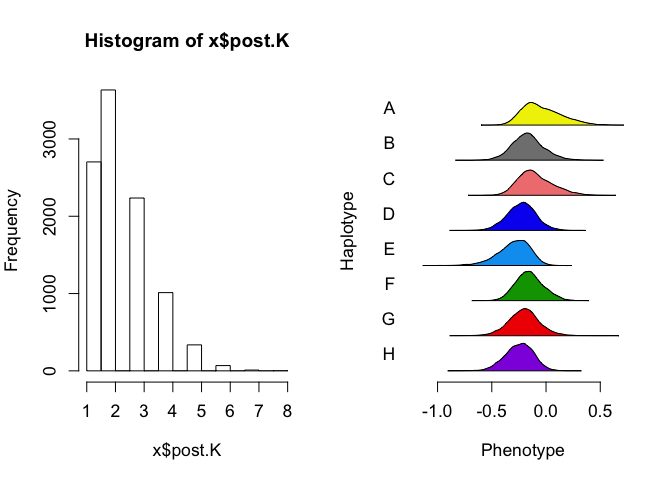 Histogram of x$post.K
Frequency
0 1000 2000 3000
1 2 3 4 5 6 7 8
x$post.K
Haplotype
A
B
C
D
E
F
G
H
-1.0 -0.5 0.0 0.5
Phenotype